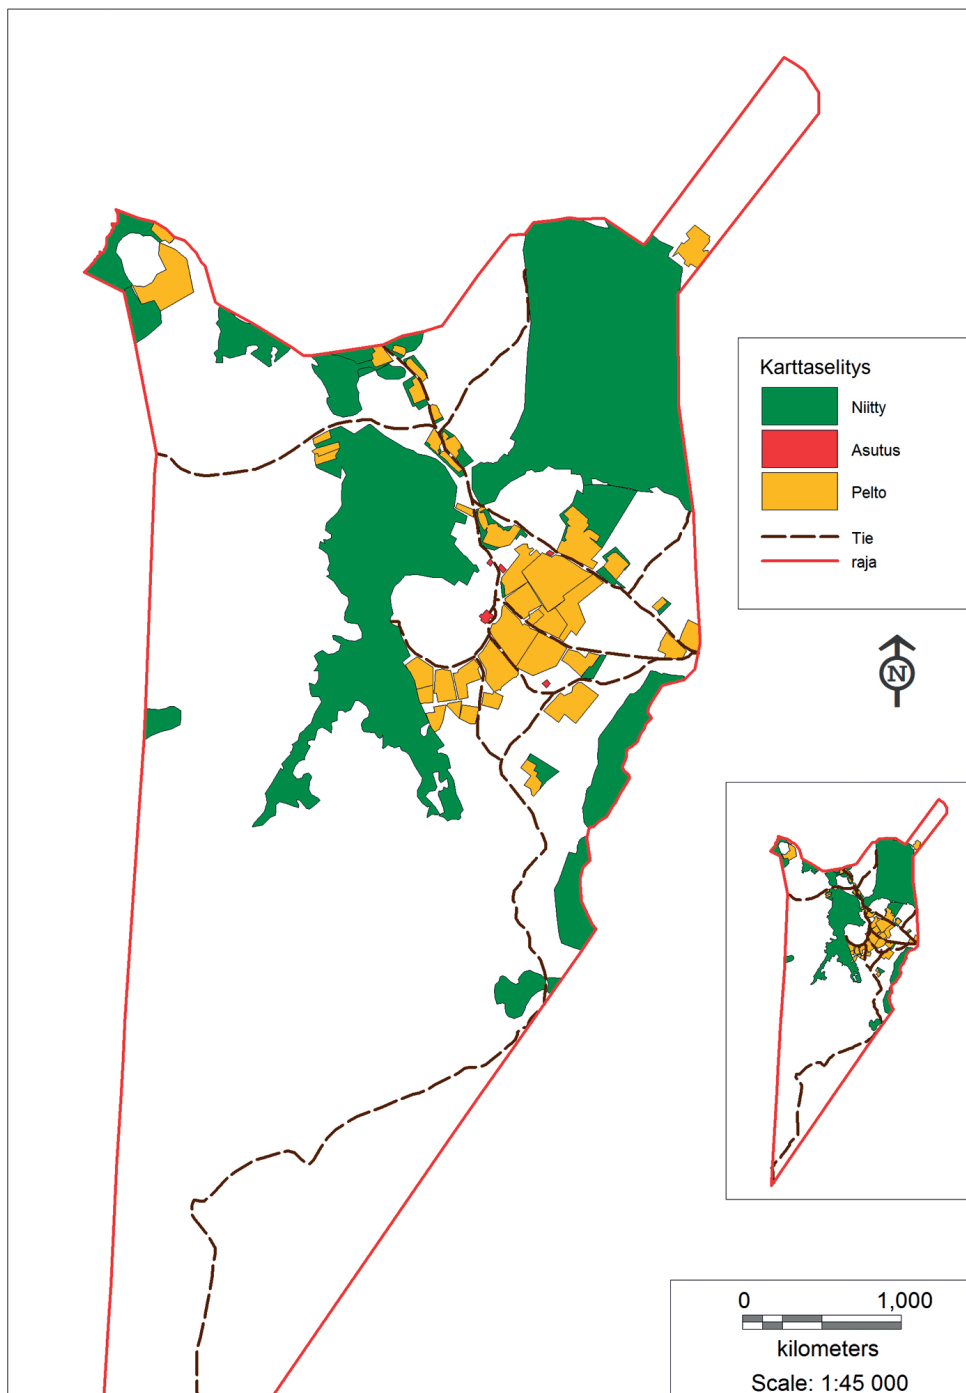 Karttaselitys
Niitty
Asutus
Pelto
Tie
raja
N
0 1,000
kilometers
Scale: 1:45 000